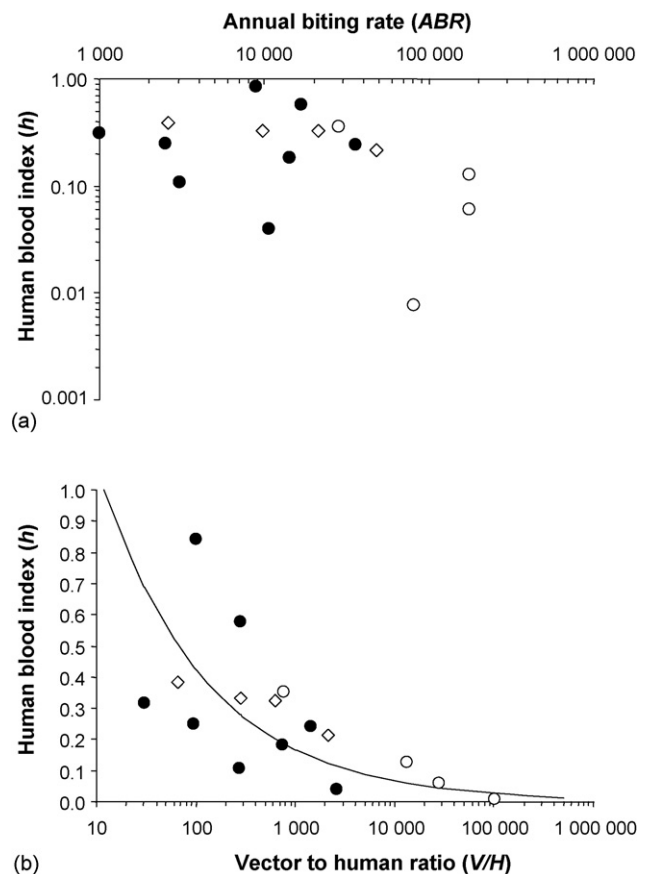 Annual biting rate (ABR)
1 000 10 000 100 000 1 000 000
1.00
0.10
0.01
0.001
Human blood index (h)
(a)
1.0
0.9
0.8
0.7
0.6
0.5
0.4
0.3
0.2
0.1
0.0
Human blood index (h)
10 100 1 000 10 000 100 000 1 000 000
(b) Vector to human ratio (V/H)